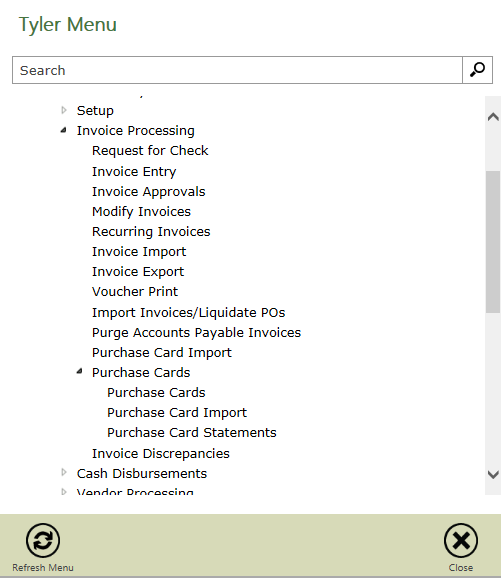 Tyler Menu
Search
Setup
Invoice Processing
Request for Check
Invoice Entry
Invoice Approvals
Modify Invoices
Recurring Invoices
Invoice Import
Invoice Export
Voucher Print
Import Invoices/Liquidate POs
Purge Accounts Payable Invoices
Purchase Card Import
Purchase Cards
Purchase Cards
Purchase Card Import
Purchase Card Statements
Invoice Discrepancies
Cash Disbursements
Vendor Processing
Refresh Menu
Close